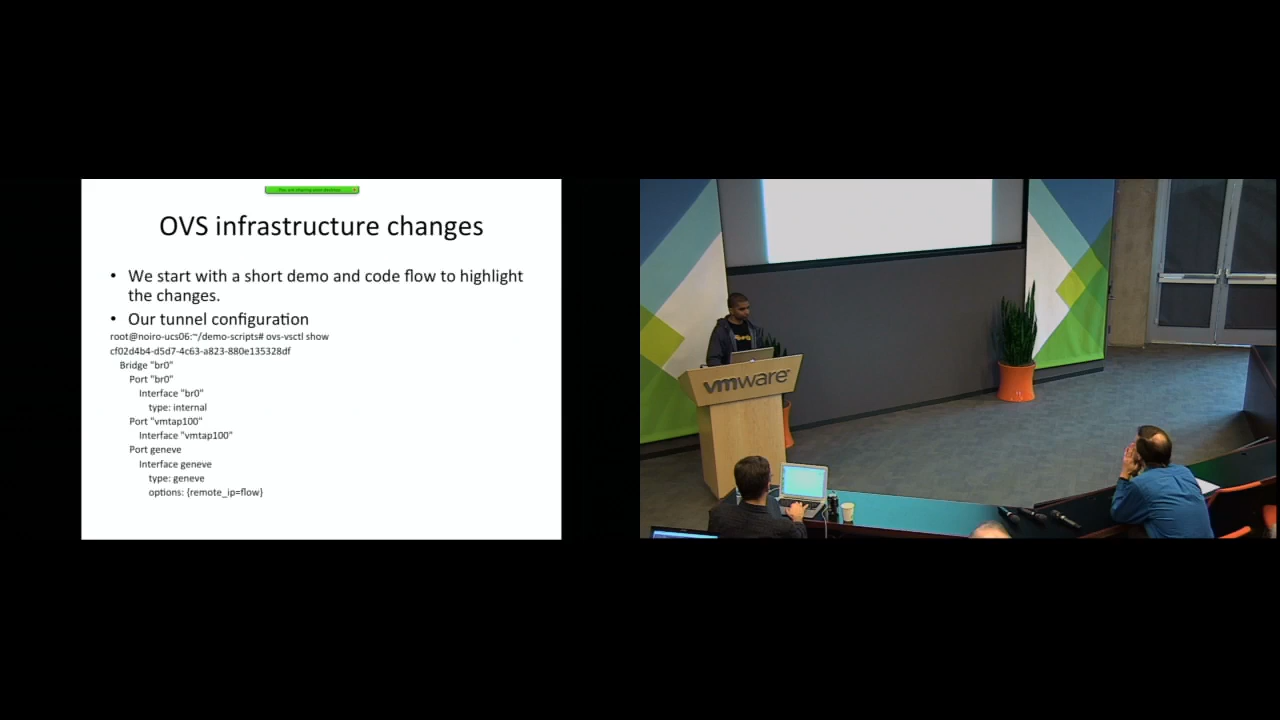 OVS infrastructure changes
• We start with a short demo and code flow to highlight
the changes.
• Our tunnel configuration
root@noiro-ucs06:~/demo-scripts# ovs-vsctl show
cf02d4b4-d5d7-4c63-a823-880e135328df
Bridge "br0"
Port "br0"
Interface "br0"
type: internal
Port "vmtap100"
Interface "vmtap100"
Port geneve
Interface geneve
type: geneve
options: {remote_ip=flow}
vmware